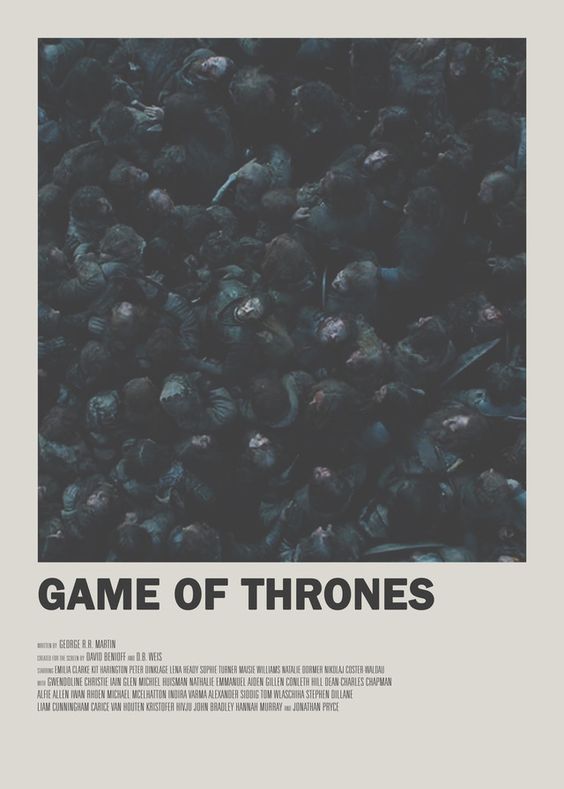 GAME OF THRONES
WRITTEN BY GEORGE R.R. MARTIN
CREATED FOR THE SCREEN BY DAVID BENIOFF AND D.B. WEIS
STARRING EMILIA CLARKE KIT HARINGTON PETER DINKLAGE LENA HEADY SOPHIE TURNER MAISIE WILLIAMS NATALIE DORMER NIKOLAJ COSTER-WALDAU
WITH GWENDOLINE CHRISTIE IAIN GLEN MICHIEL HUISMAN NATHALIE EMMANUEL AIDEN GILLEN CONLETH HILL DEAN-CHARLES CHAPMAN
ALFIE ALLEN IWAN RHOEN MICHAEL MCELHATTON INDIRA VARMA ALEXANDER SIDDIG TOM WLASCHIHA STEPHEN DILLANE
LIAM CUNNINGHAM CARICE VAN HOUTEN KRISTOFER HIVJU JOHN BRADLEY HANNAH MURRAY AND JONATHAN PRYCE